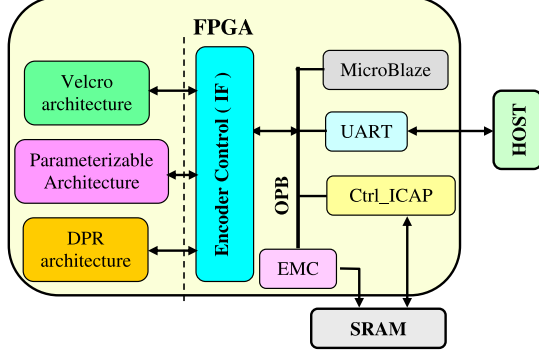 FPGA
Velcro
architecture
Parameterizable
Architecture
DPR
architecture
Encoder Control ( IF )
OPB
MicroBlaze
UART
Ctrl_ICAP
EMC
HOST
SRAM